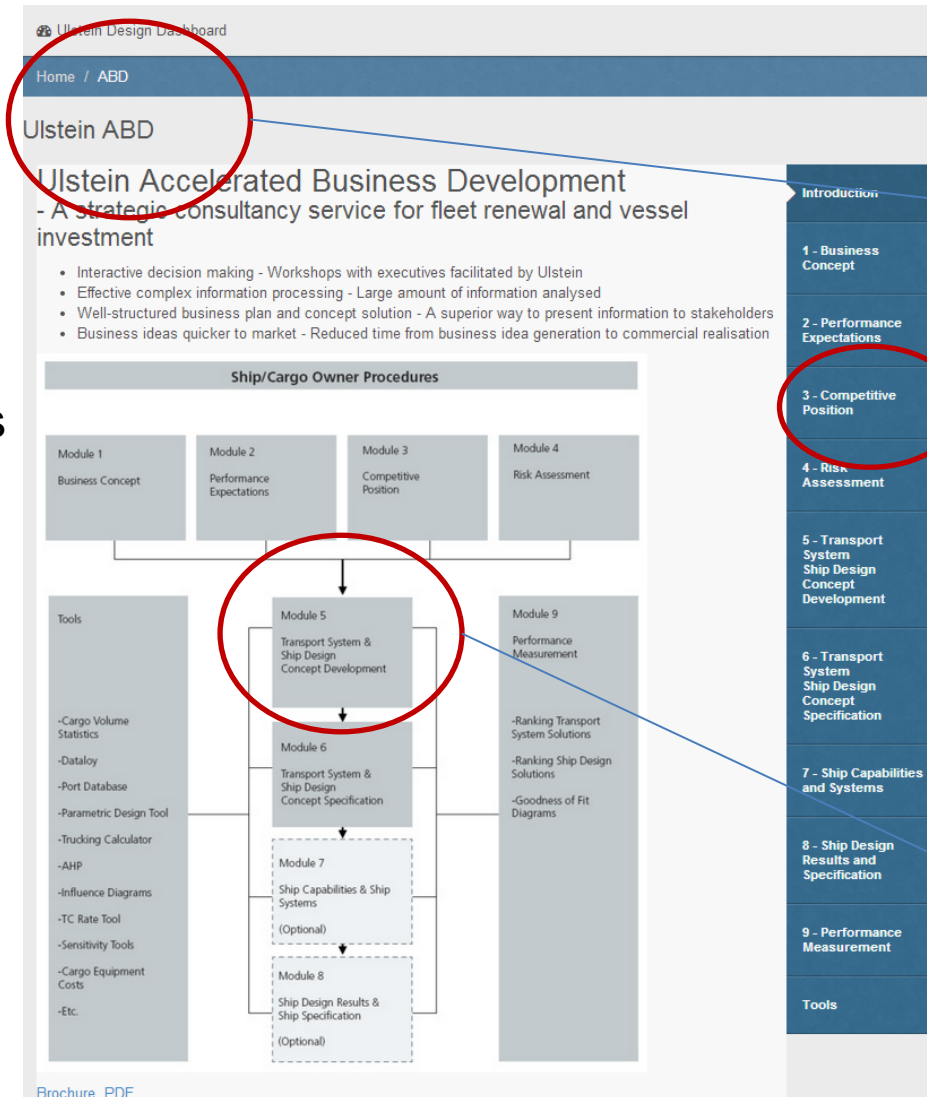 Ulstein Design Dashboard
Home / ABD
Ulstein ABD
Ulstein Accelerated Business Development
- A strategic consultancy service for fleet renewal and vessel
investment
• Interactive decision making - Workshops with executives facilitated by Ulstein
• Effective complex information processing - Large amount of information analysed
• Well-structured business plan and concept solution - A superior way to present information to stakeholders
• Business ideas quicker to market - Reduced time from business idea generation to commercial realisation
s
Ship/Cargo Owner Procedures
Module 1
Business Concept
Module 2
Performance
Expectations
Module 3
Competitive
Position
Module 4
Risk Assessment
Tools
-Cargo Volume
Statistics
-Dataloy
-Port Database
-Parametric Design Tool
-Trucking Calculator
-AHP
-Influence Diagrams
-TC Rate Tool
-Sensitivity Tools
-Cargo Equipment
Costs
-Etc.
Module 5
Transport System &
Ship Design
Concept Development
Module 6
Transport System &
Ship Design
Concept Specification
Module 7
Ship Capabilities & Ship
Systems
(Optional)
Module 8
Ship Design Results &
Ship Specification
(Optional)
Module 9
Performance
Measurement
-Ranking Transport
System Solutions
-Ranking Ship Design
Solutions
-Goodness of Fit
Diagrams
Brochure, PDF
Introduction
1 - Business
Concept
2 - Performance
Expectations
3 - Competitive
Position
4 - Risk
Assessment
5 - Transport
System
Ship Design
Concept
Development
6 - Transport
System
Ship Design
Concept
Specification
7 - Ship Capabilities
and Systems
8 - Ship Design
Results and
Specification
9 - Performance
Measurement
Tools